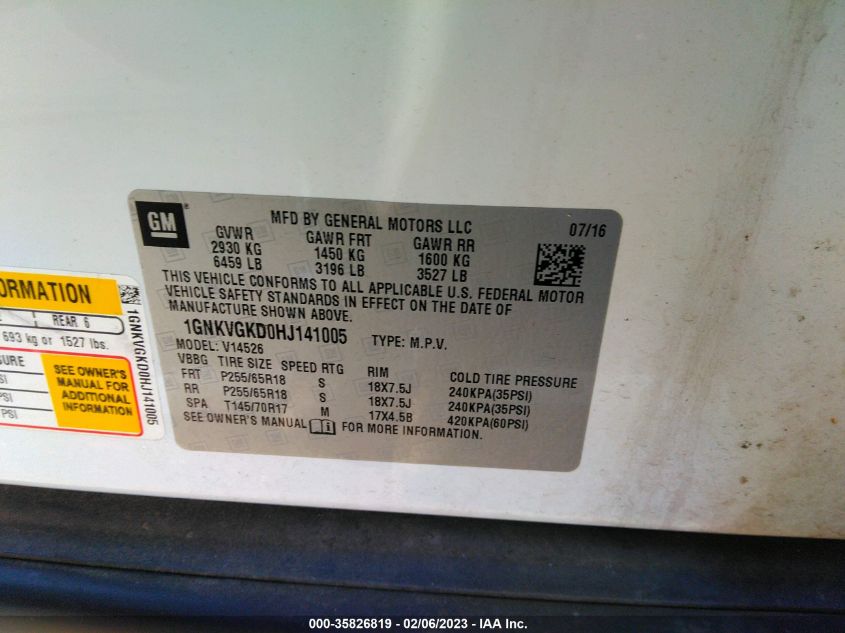 GM
MFD BY GENERAL MOTORS LLC
07/16
GVWR GAWR FRT GAWR RR
2930 KG 1450 KG 1600 KG
6459 LB 3196 LB 3527 LB
THIS VEHICLE CONFORMS TO ALL APPLICABLE U.S. FEDERAL MOTOR
VEHICLE SAFETY STANDARDS IN EFFECT ON THE DATE OF
MANUFACTURE SHOWN ABOVE.
1GNKVGKD0HJ141005 TYPE: M.P.V.
MODEL: V14526
VBBG TIRE SIZE SPEED RTG RIM COLD TIRE PRESSURE
FRT P255/65R18 S 18X7.5J 240KPA(35PSI)
RR P255/65R18 S 18X7.5J 240KPA(35PSI)
SPA T145/70R17 M 17X4.5B 420KPA(60PSI)
SEE OWNER'S MANUAL FOR MORE INFORMATION.
ORMATION
REAR 6
693 kg or 1527 lbs.
SURE
SI
PSI
PSI
SEE OWNER'S
MANUAL FOR
ADDITIONAL
INFORMATION
1GNKVGKD0HJ141005
000-35826819 - 02/06/2023 - IAA Inc.